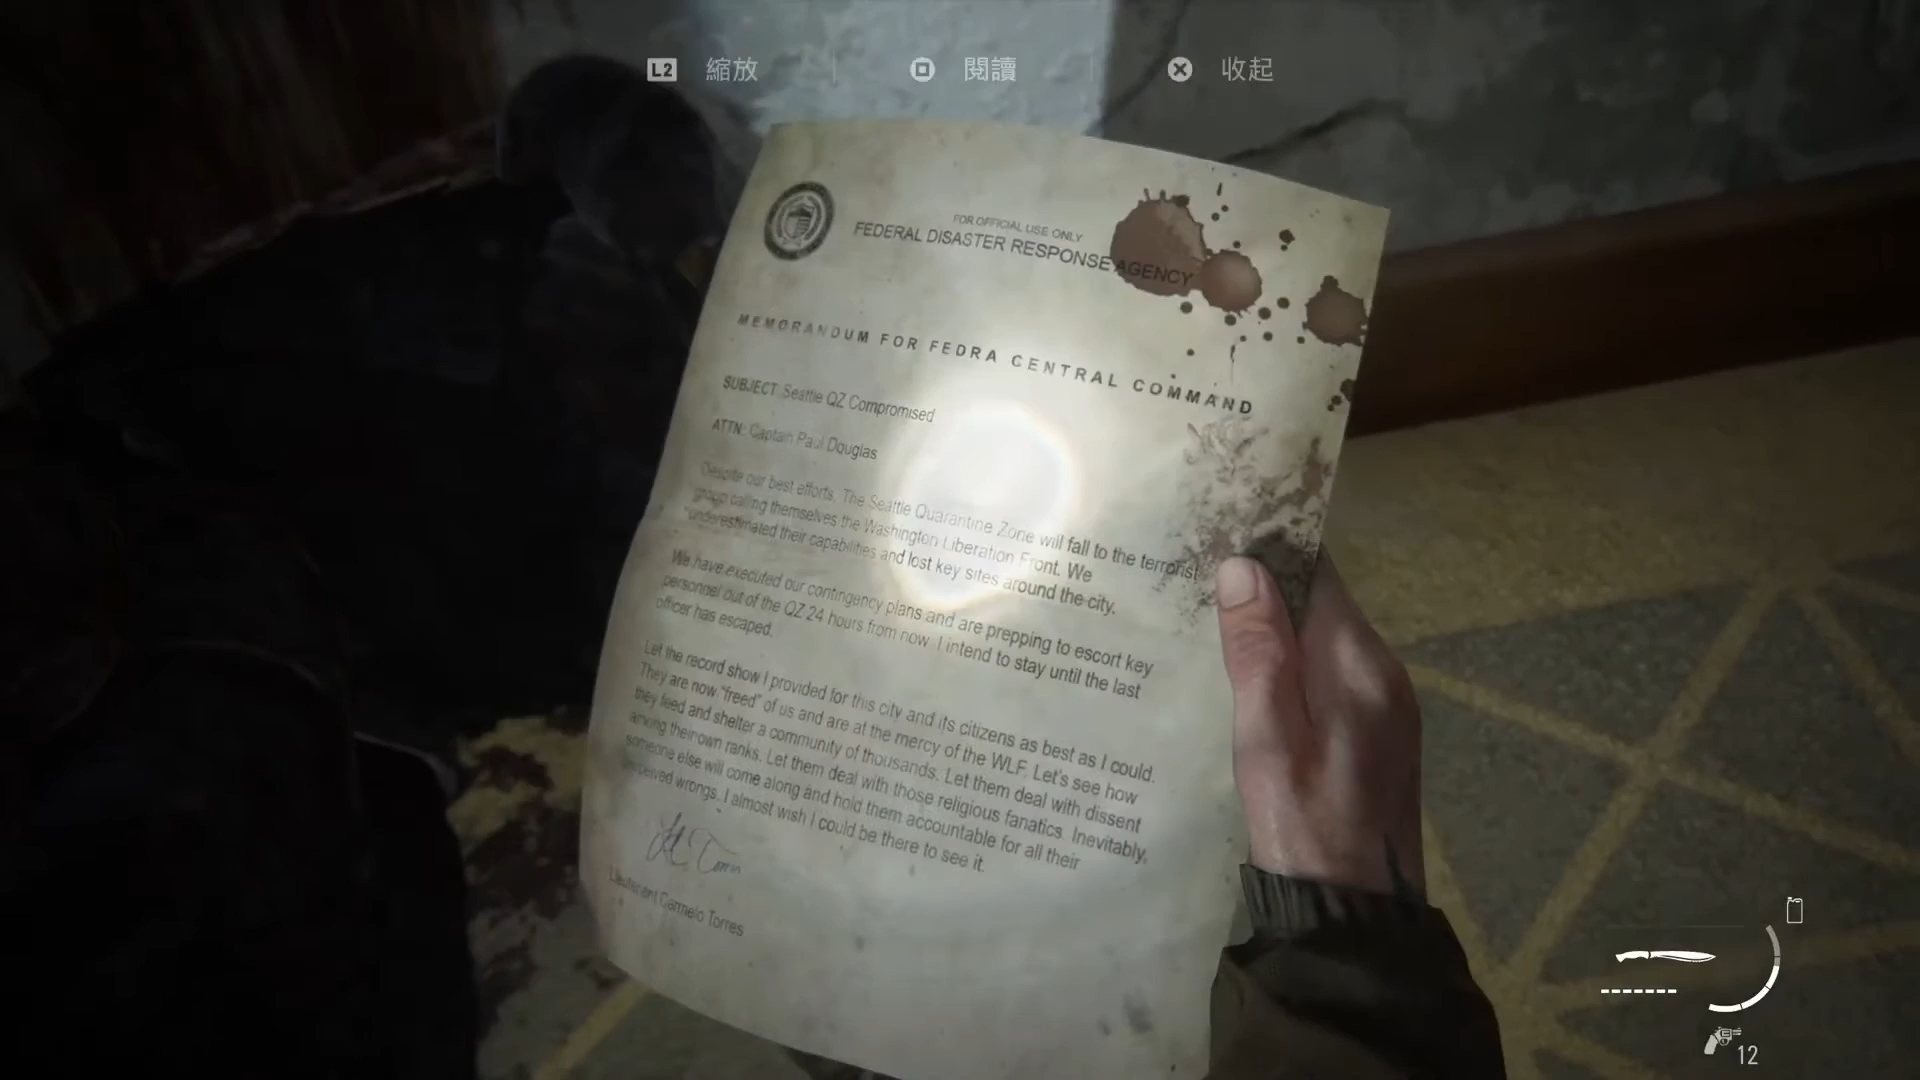 L2 縮放 閱讀 收起
FOR OFFICIAL USE ONLY
FEDERAL DISASTER RESPONSE AGENCY
MEMORANDUM FOR FEDRA CENTRAL COMMAND
SUBJECT Seattle QZ Compromised
ATTN: Captain Paul Douglas
Despite our best efforts, The Seattle Quarantine Zone will fall to the terrorist
group calling themselves the Washington Liberation Front. We
underestimated their capabilities and lost key sites around the city.
We have executed our contingency plans and are prepping to escort key
personnel out of the QZ 24 hours from now. I intend to stay until the last
officer has escaped.
Let the record show I provided for this city and its citizens as best as I could.
They are now "freed" of us and are at the mercy of the WLF. Let's see how
they feed and shelter a community of thousands. Let them deal with dissent
among their own ranks. Let them deal with those religious fanatics. Inevitably,
someone else will come along and hold them accountable for all their
perceived wrongs. I almost wish I could be there to see it.
Lieutenant Carmelo Torres
12